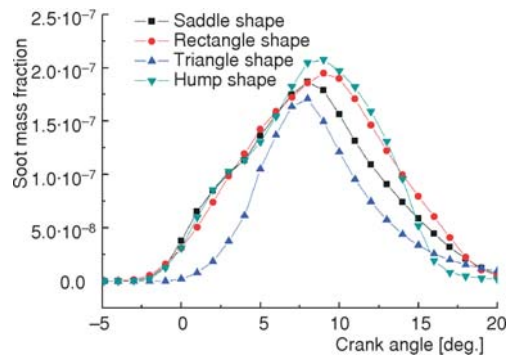 Soot mass fraction
2.5·10⁻⁷
2.0·10⁻⁷
1.5·10⁻⁷
1.0·10⁻⁷
5.0·10⁻⁸
0.0
Saddle shape
Rectangle shape
Triangle shape
Hump shape
−5 0 5 10 15 20
Crank angle [deg.]